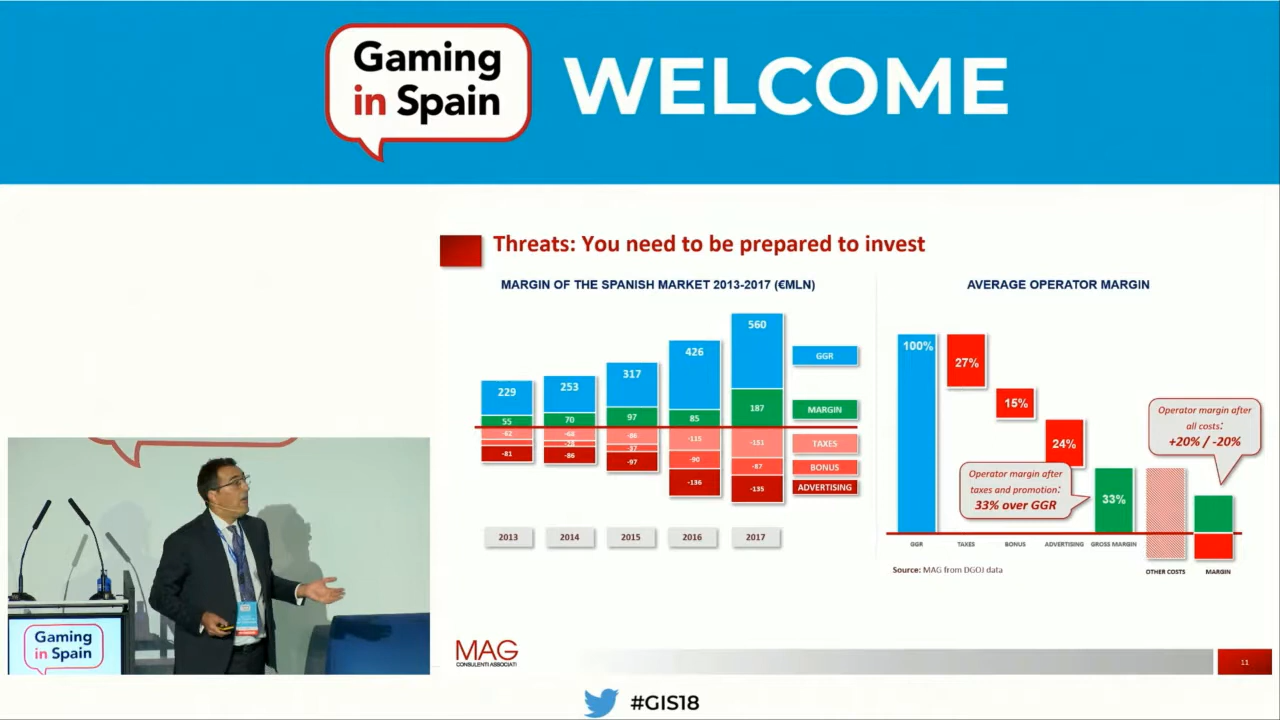 Gaming
in Spain
WELCOME
Threats: You need to be prepared to invest
MARGIN OF THE SPANISH MARKET 2013-2017 (€MLN)
229
253
317
426
560
GGR
55
70
97
85
187
MARGIN
-62
-68
-86
-115
-151
TAXES
-28
-37
-90
-87
BONUS
-81
-86
-97
-136
-135
ADVERTISING
2013
2014
2015
2016
2017
AVERAGE OPERATOR MARGIN
100%
27%
15%
24%
33%
Operator margin after
taxes and promotion:
33% over GGR
Operator margin after
all costs:
+20% / -20%
GGR
TAXES
BONUS
ADVERTISING
GROSS MARGIN
OTHER COSTS
MARGIN
Source: MAG from DGOJ data
MAG
CONSULENTI ASSOCIATI
11
Gaming
in Spain
#GIS18